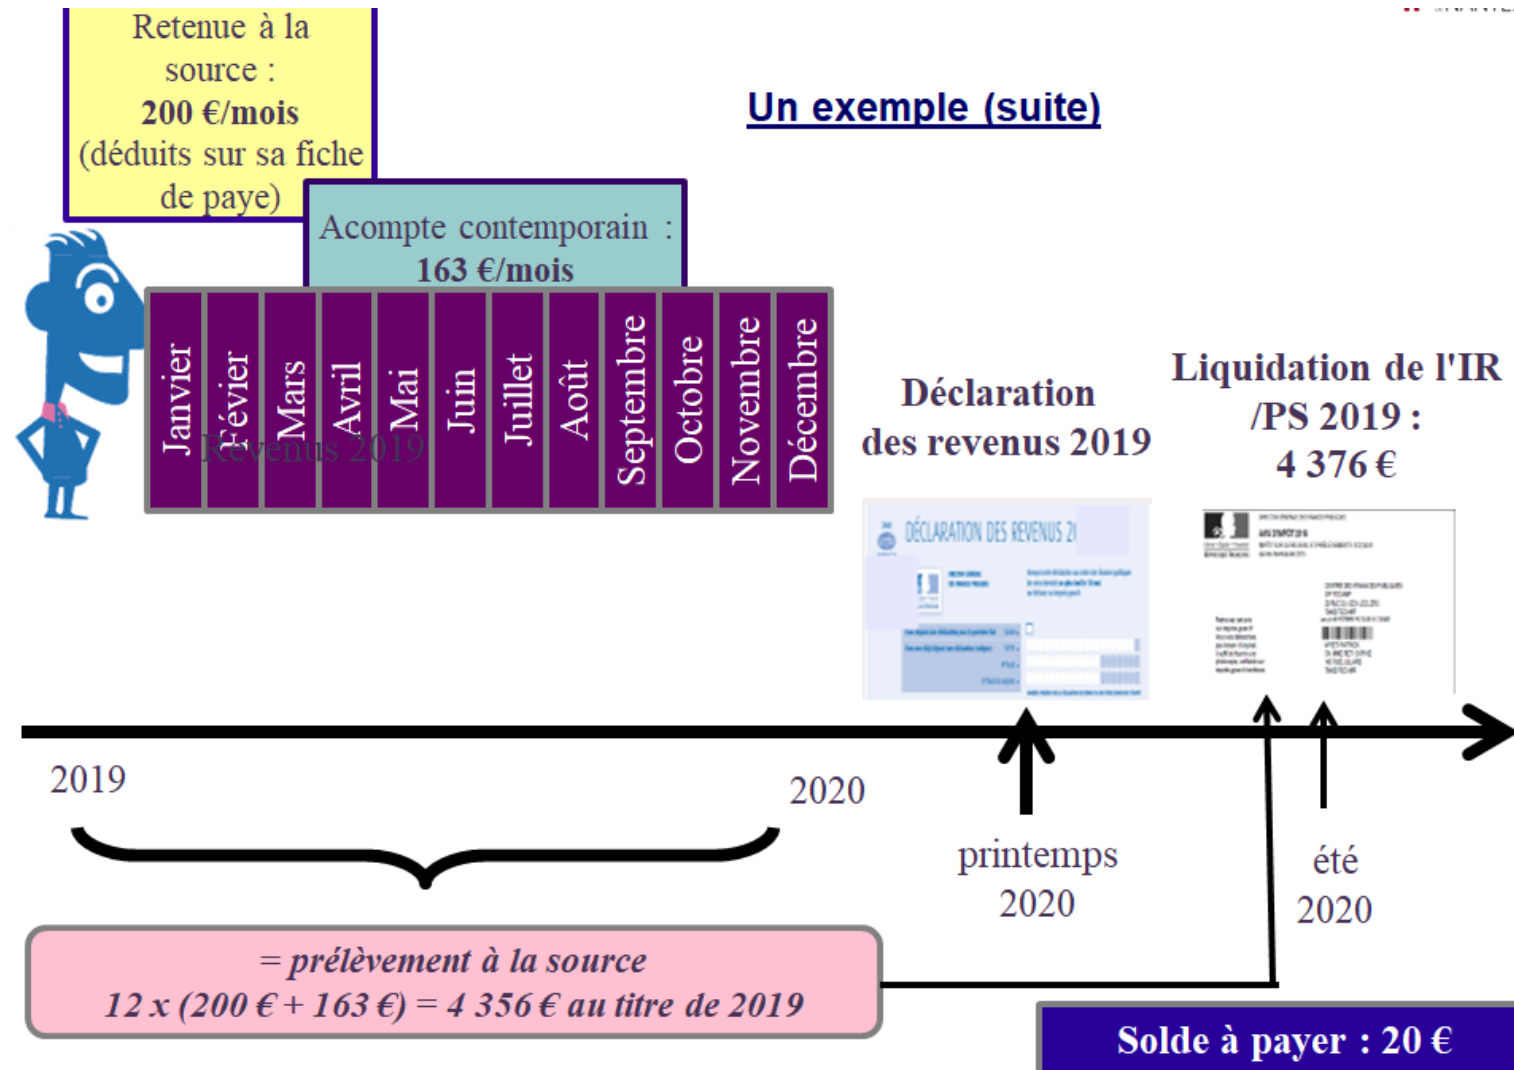 Retenue à la
source :
200 €/mois
(déduits sur sa fiche
de paye)
Un exemple (suite)
Acompte contemporain :
163 €/mois
Janvier
Février
Mars
Avril
Mai
Juin
Juillet
Août
Septembre
Octobre
Novembre
Décembre
Revenus 2019
Déclaration
des revenus 2019
Liquidation de l'IR
/PS 2019 :
4 376 €
DÉCLARATION DES REVENUS 2
2019
2020
printemps
2020
été
2020
= prélèvement à la source
12 x (200 € + 163 €) = 4 356 € au titre de 2019
Solde à payer : 20 €